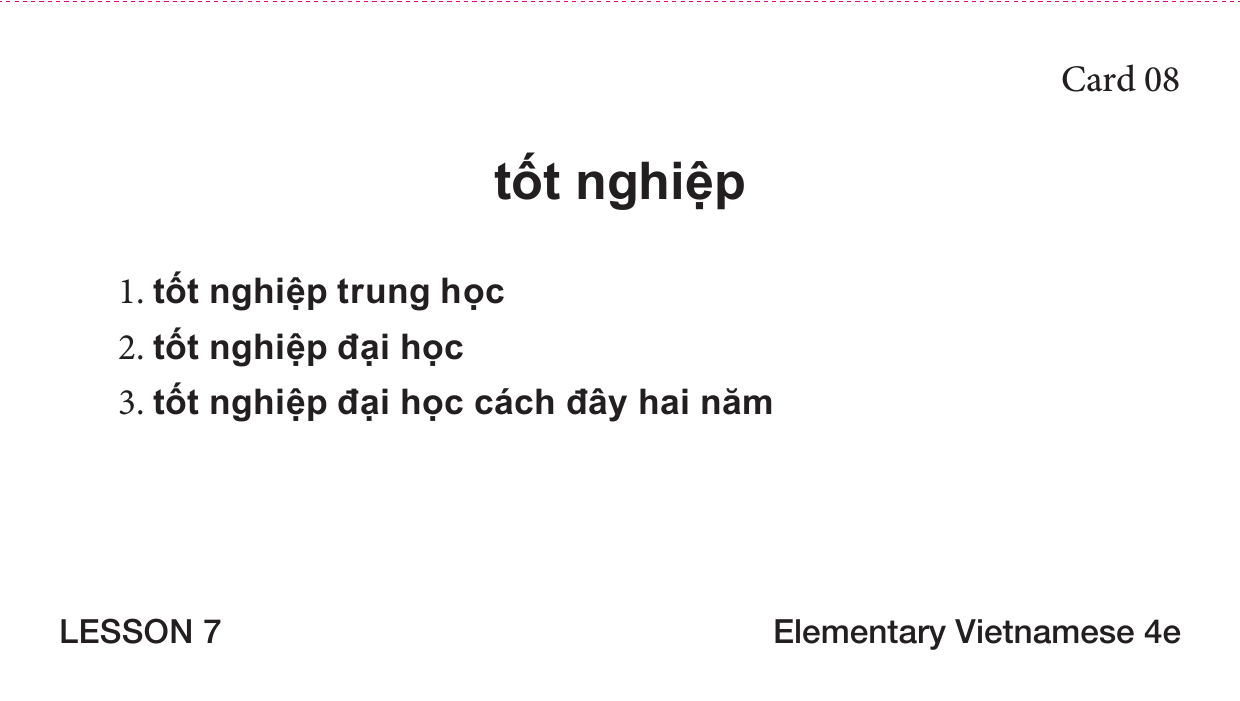 Card 08
tốt nghiệp
1. tốt nghiệp trung học
2. tốt nghiệp đại học
3. tốt nghiệp đại học cách đây hai năm
LESSON 7
Elementary Vietnamese 4e